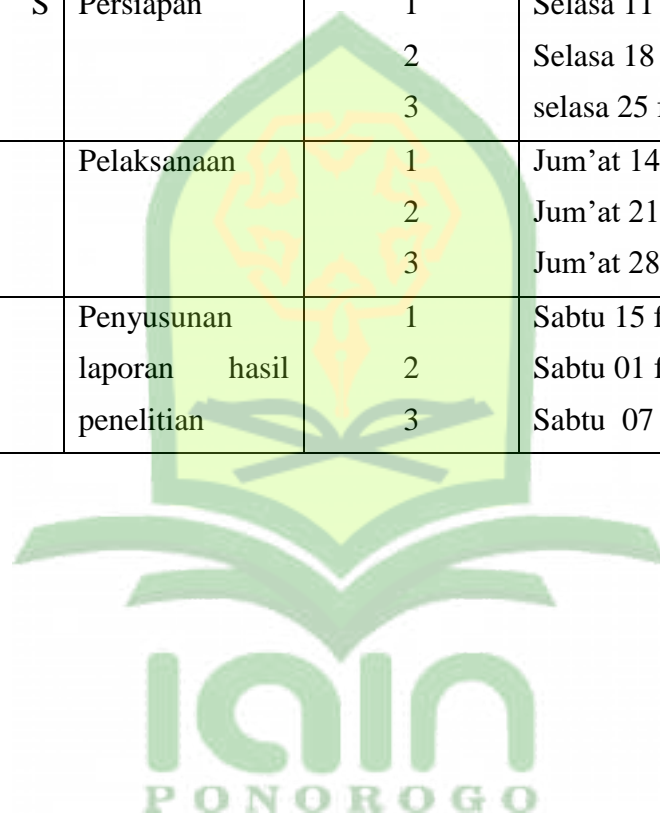 S Persiapan 1 Selasa 11
2 Selasa 18
3 selasa 25
Pelaksanaan 1 Jum’at 14
2 Jum’at 21
3 Jum’at 28
Penyusunan 1 Sabtu 15 f
laporan hasil 2 Sabtu 01 f
penelitian 3 Sabtu 07
IAIN
PONOROGO